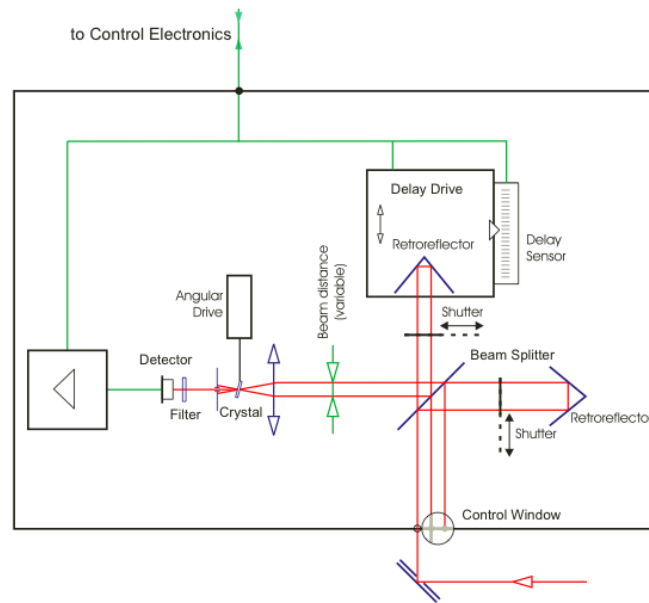 to Control Electronics
Delay Drive
Retroreflector
Delay
Sensor
Angular
Drive
Beam distance
(variable)
Shutter
Beam Splitter
Detector
Filter
Crystal
Retroreflector
Shutter
Control Window